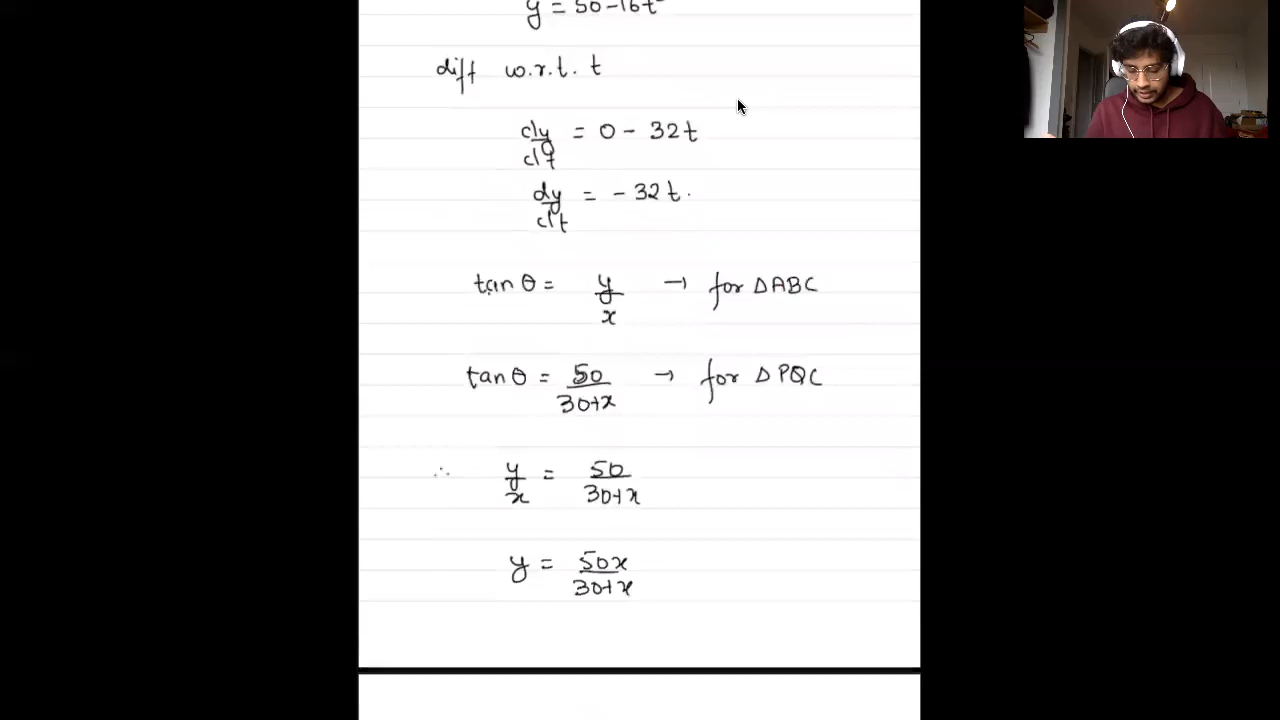 y = 50 - 16t²
diff w.r.t. t
dy/dt = 0 - 32t
dy/dt = - 32t.
tan θ = y/x → for ΔABC
tan θ = 50/30+x → for ΔPQC
∴ y/x = 50/30+x
y = 50x/30+x